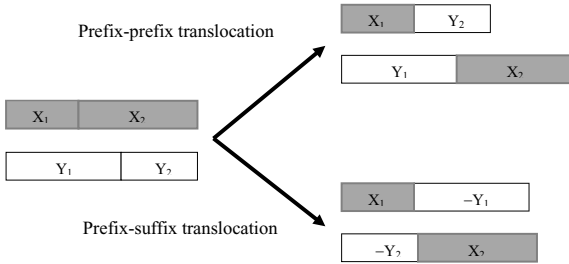 Prefix-prefix translocation
X₁ Y₂
Y₁ X₂
X₁ X₂
Y₁ Y₂
X₁ −Y₁
Prefix-suffix translocation
−Y₂ X₂